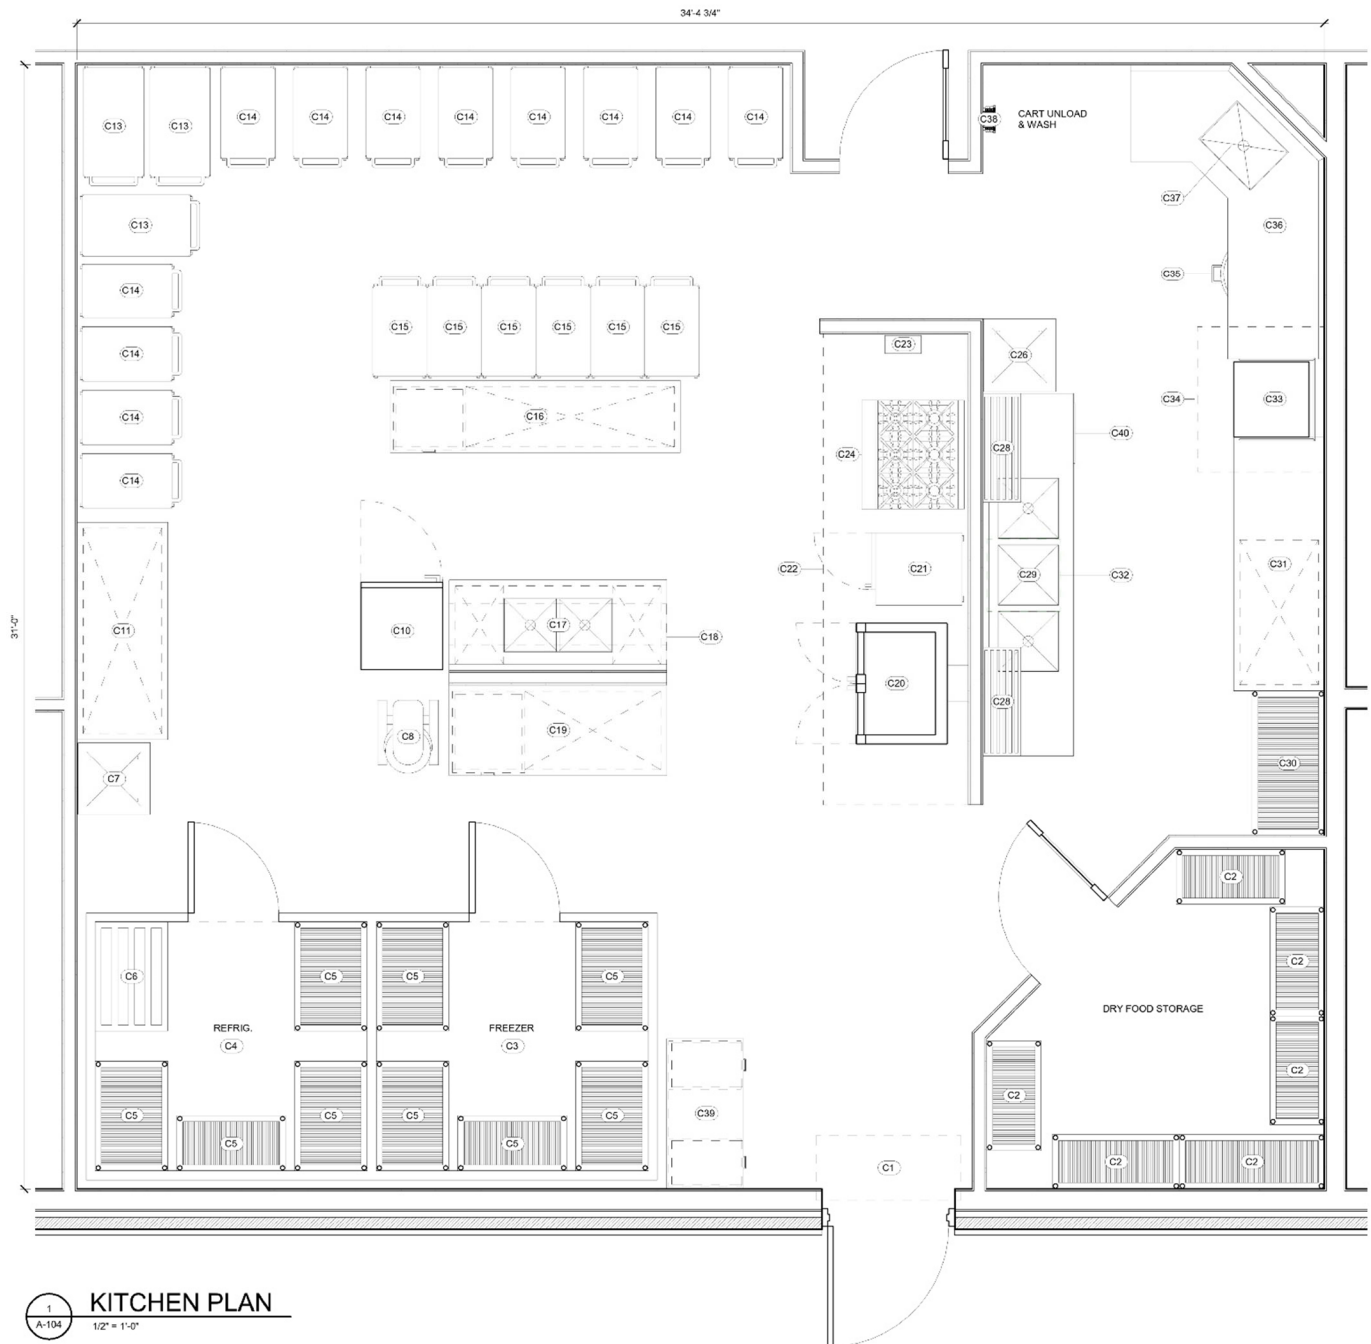 34'-4 3/4"
C13
C13
C14
C14
C14
C14
C14
C14
C14
C14
C38
CART UNLOAD
& WASH
C37
C13
C36
C35
C14
C15
C15
C15
C15
C15
C15
C23
C26
C14
C34
C33
C14
C16
C40
C24
C28
C14
31'-0"
C22
C21
C29
C32
C31
C11
C10
C17
C18
C20
C28
C8
C19
C7
C30
C2
C6
C5
C5
C5
C2
REFRIG.
C4
FREEZER
C3
DRY FOOD STORAGE
C2
C2
C5
C5
C5
C5
C5
C5
C39
C2
C2
C1
1
A-104
KITCHEN PLAN
1/2" = 1'-0"